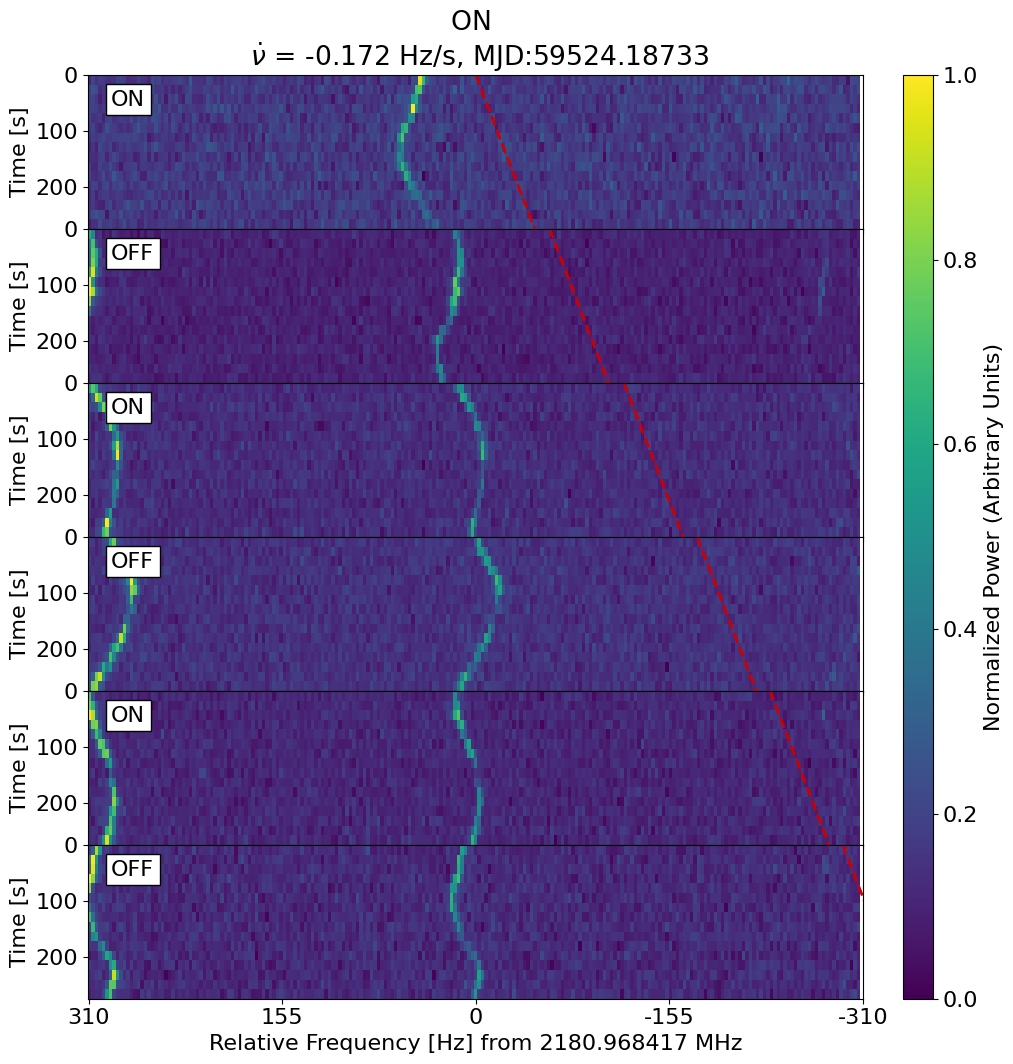 ON
ν̇ = -0.172 Hz/s, MJD:59524.18733
0
100
200
Time [s]
ON
0
100
200
Time [s]
OFF
0
100
200
Time [s]
ON
0
100
200
Time [s]
OFF
0
100
200
Time [s]
ON
0
100
200
Time [s]
OFF
310 155 0 -155 -310
Relative Frequency [Hz] from 2180.968417 MHz
1.0
0.8
0.6
0.4
0.2
0.0
Normalized Power (Arbitrary Units)